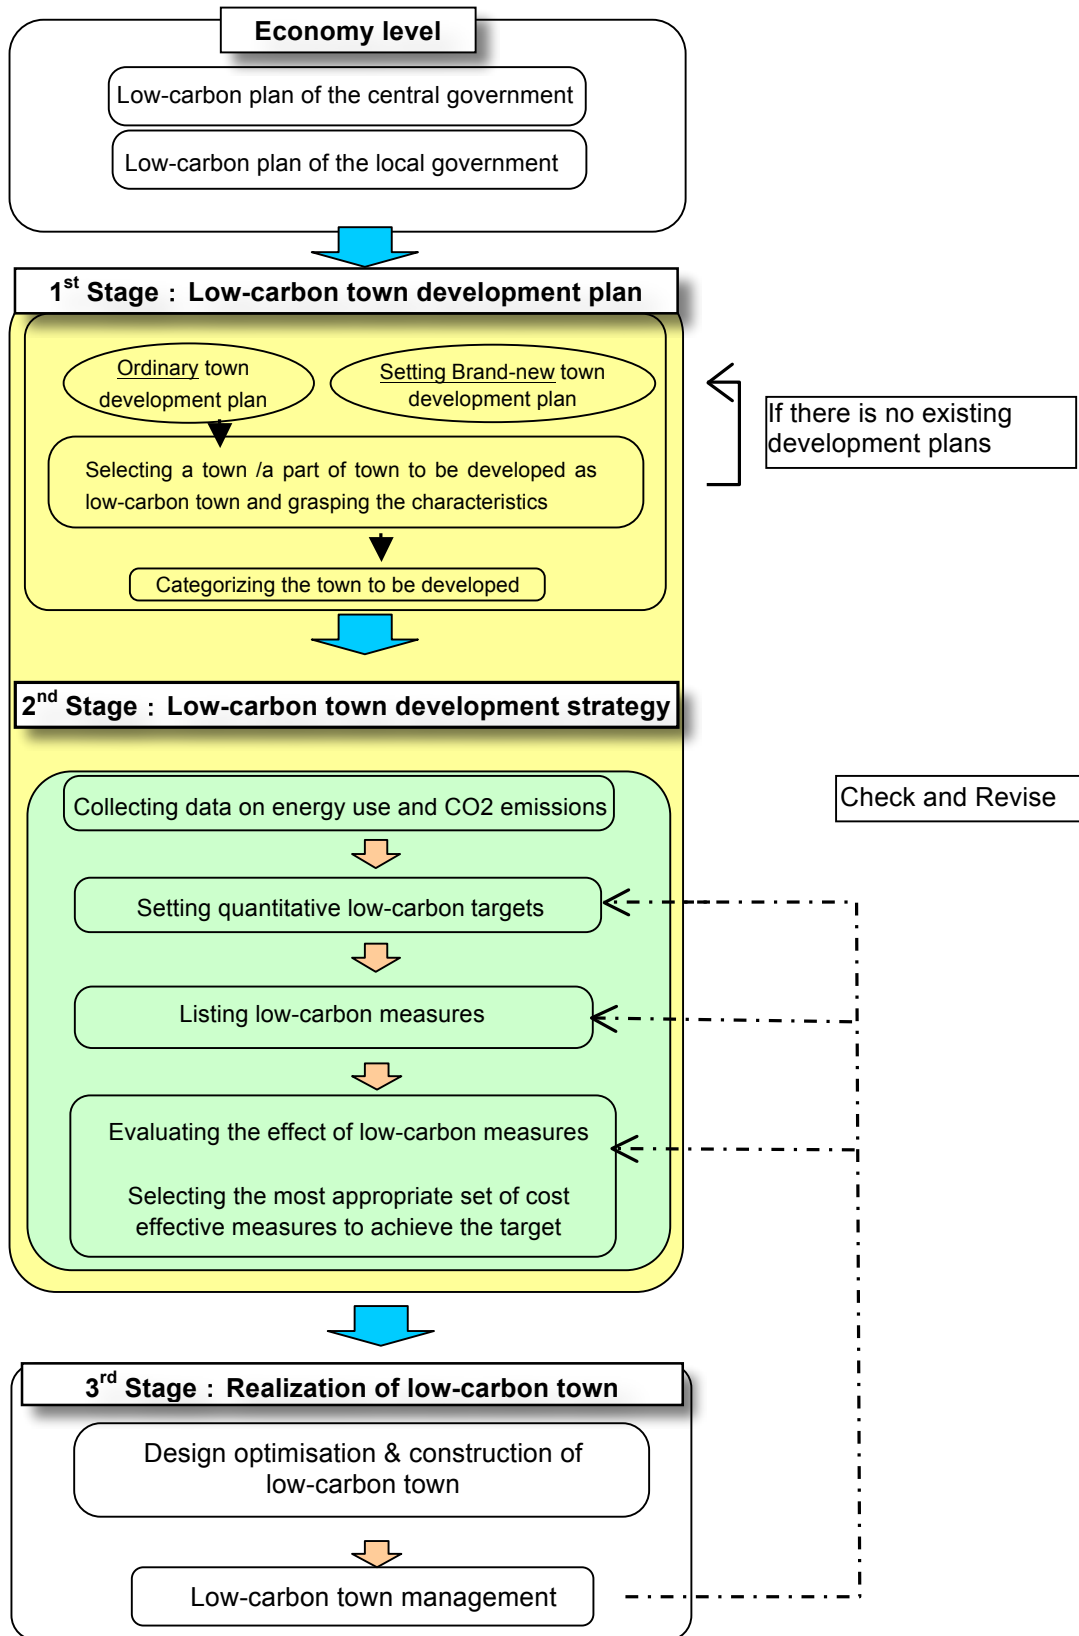 Economy level
Low-carbon plan of the central government
Low-carbon plan of the local government
1st Stage : Low-carbon town development plan
Ordinary town
development plan
Setting Brand-new town
development plan
If there is no existing
development plans
Selecting a town /a part of town to be developed as
low-carbon town and grasping the characteristics
Categorizing the town to be developed
2nd Stage : Low-carbon town development strategy
Collecting data on energy use and CO2 emissions
Check and Revise
Setting quantitative low-carbon targets
Listing low-carbon measures
Evaluating the effect of low-carbon measures
Selecting the most appropriate set of cost
effective measures to achieve the target
3rd Stage : Realization of low-carbon town
Design optimisation & construction of
low-carbon town
Low-carbon town management